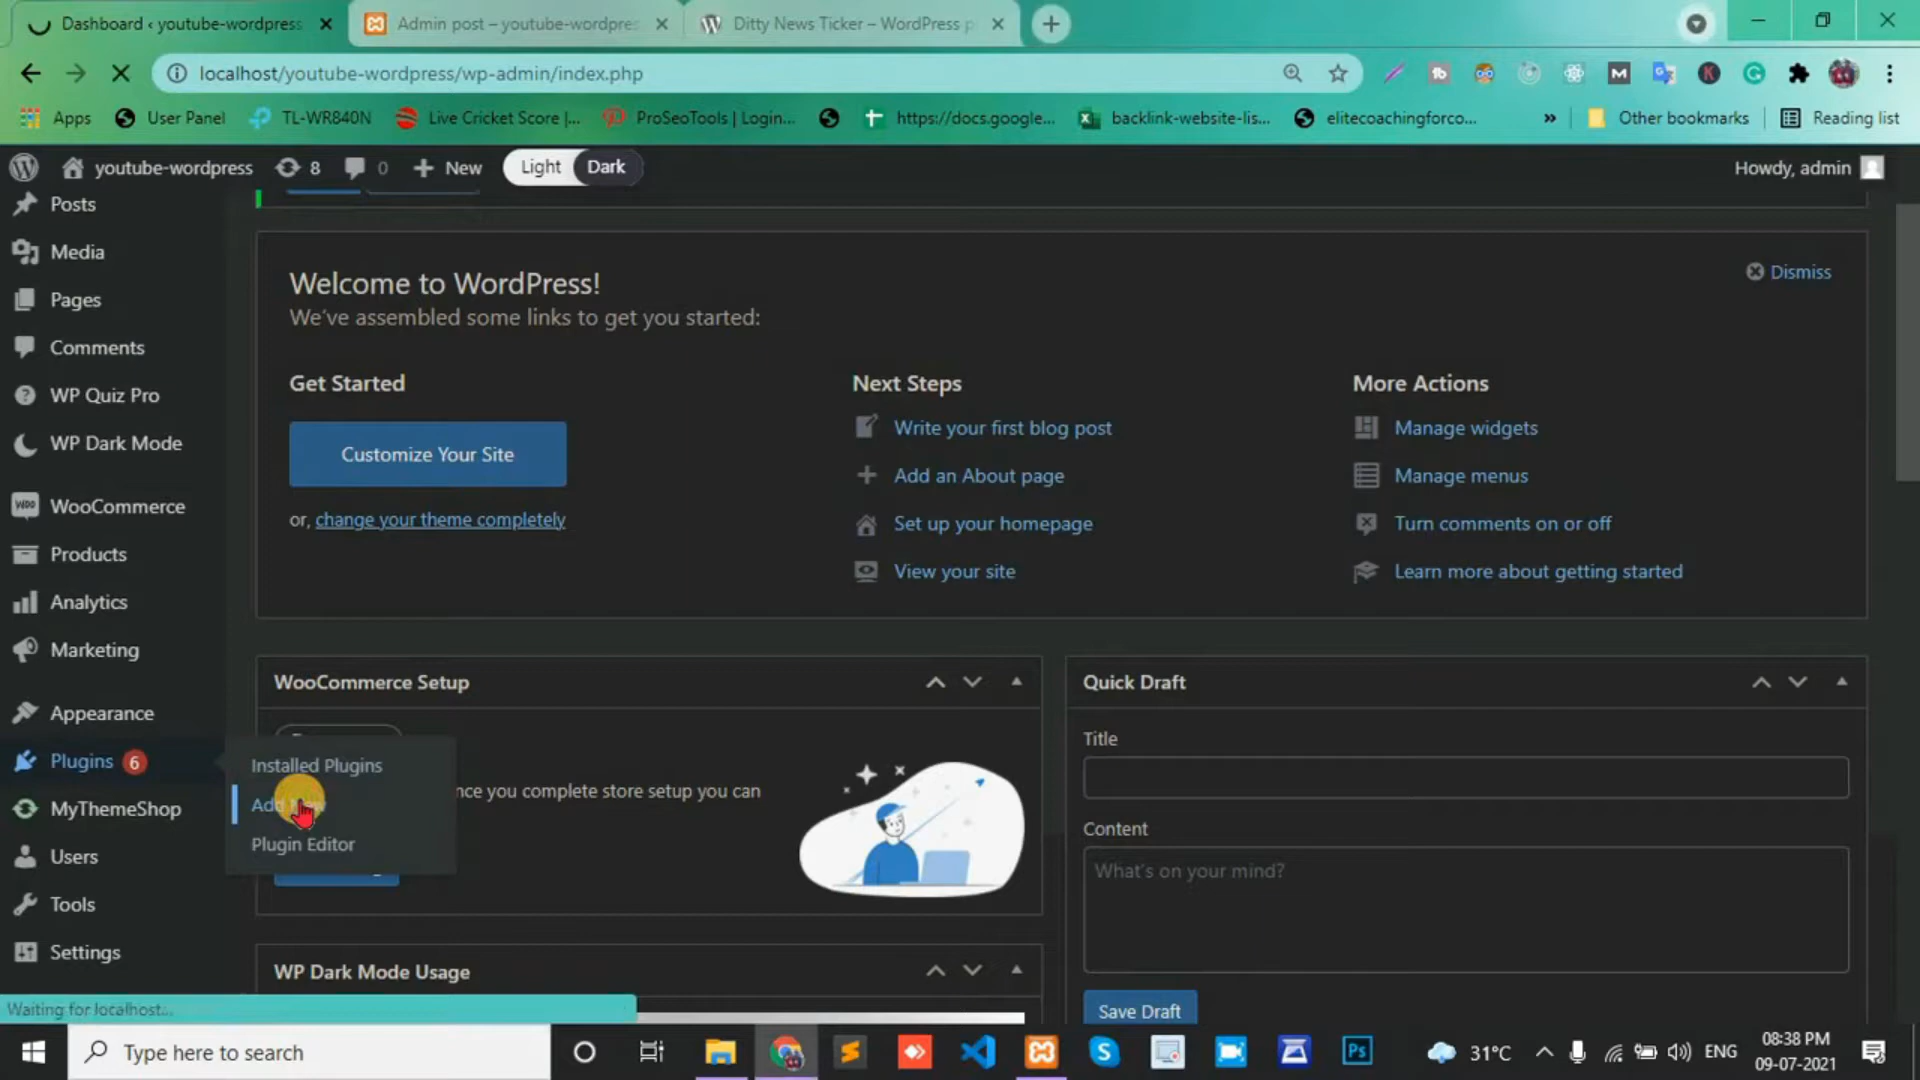 Dashboard ‹ youtube-wordpress
Admin post – youtube-wordpres
Ditty News Ticker – WordPress p
localhost/youtube-wordpress/wp-admin/index.php
Apps
User Panel
TL-WR840N
Live Cricket Score |...
ProSeoTools | Login...
https://docs.google...
backlink-website-lis...
elitecoachingforco...
»
Other bookmarks
Reading list
youtube-wordpress
8
0
New
Light
Dark
Howdy, admin
Posts
Media
Pages
Comments
WP Quiz Pro
WP Dark Mode
WooCommerce
Products
Analytics
Marketing
Appearance
Plugins 6
MyThemeShop
Users
Tools
Settings
Installed Plugins
Add New
Plugin Editor
Welcome to WordPress!
Dismiss
We've assembled some links to get you started:
Get Started
Customize Your Site
or, change your theme completely
Next Steps
Write your first blog post
Add an About page
Set up your homepage
View your site
More Actions
Manage widgets
Manage menus
Turn comments on or off
Learn more about getting started
WooCommerce Setup
you complete store setup you can
WP Dark Mode Usage
Quick Draft
Title
Content
What's on your mind?
Save Draft
Waiting for localhost...
Type here to search
Ps
31°C
ENG
08:38 PM
09-07-2021